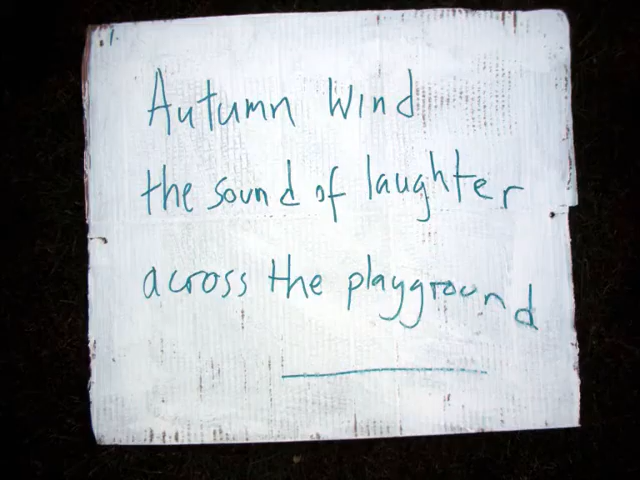 Autumn Wind
the sound of laughter
across the playground